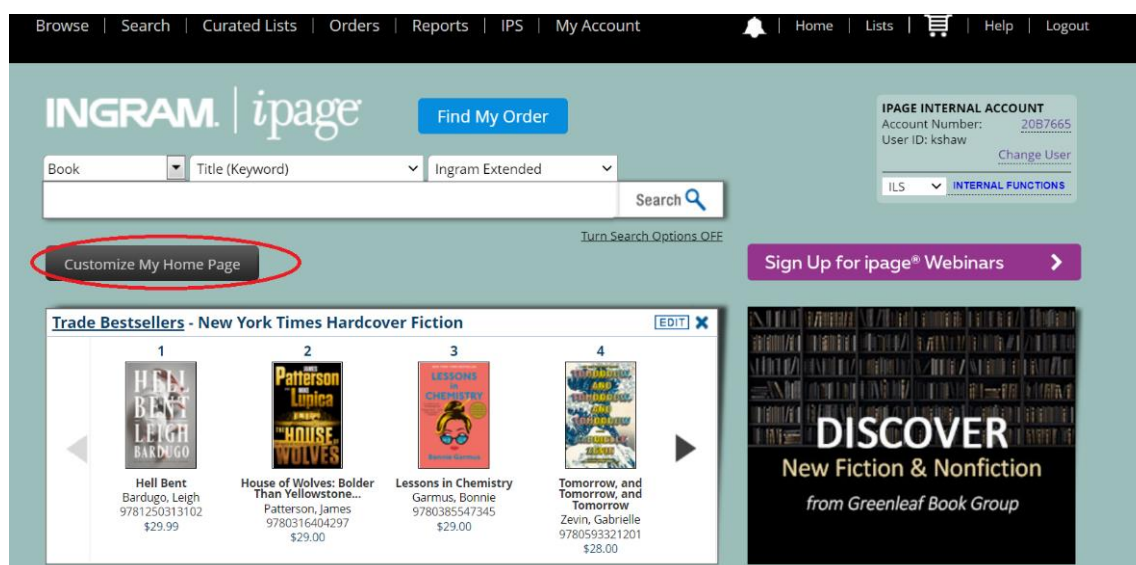 Browse | Search | Curated Lists | Orders | Reports | IPS | My Account | Home | Lists | | Help | Logout
INGRAM. | ipage
Find My Order
IPAGE INTERNAL ACCOUNT
Account Number: 20B7665
User ID: kshaw
Change User
ILS INTERNAL FUNCTIONS
Book Title (Keyword) Ingram Extended
Search
Turn Search Options OFF
Customize My Home Page
Sign Up for ipage® Webinars
Trade Bestsellers - New York Times Hardcover Fiction EDIT
1 2 3 4
HELL
BENT
LEIGH
BARDUGO
Patterson
Lupica
THE
HOUSE OF
WOLVES
LESSONS
in
CHEMISTRY
Bonnie Garmus
TOMORROW,
AND
TOMORROW,
AND
TOMORROW
Hell Bent
Bardugo, Leigh
9781250313102
$29.99
House of Wolves: Bolder
Than Yellowstone...
Patterson, James
9780316404297
$29.00
Lessons in Chemistry
Garmus, Bonnie
9780385547345
$29.00
Tomorrow, and
Tomorrow, and
Tomorrow
Zevin, Gabrielle
9780593321201
$28.00
DISCOVER
New Fiction & Nonfiction
from Greenleaf Book Group